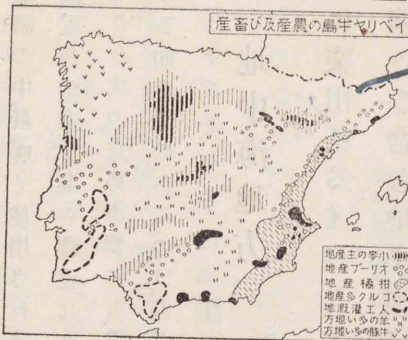 イベリヤ半島の農産及び畜産
小麥の主産地
オリーブ産地
柑橘産地
コルク多産地
人工灌漑地
羊の多い地方
牛豚の多い地方